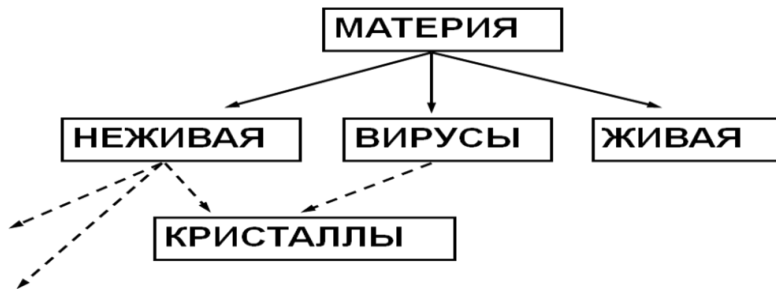 МАТЕРИЯ
НЕЖИВАЯ
ВИРУСЫ
ЖИВАЯ
КРИСТАЛЛЫ